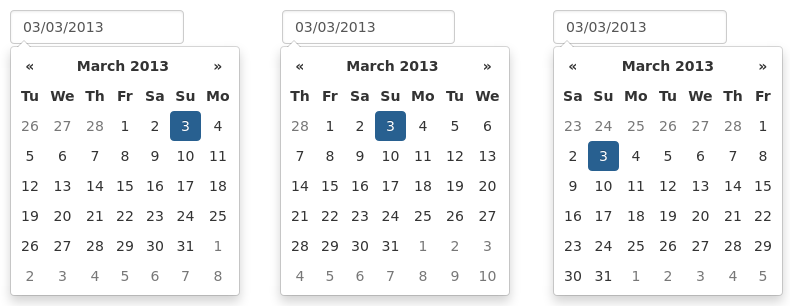 03/03/2013
« March 2013 »
Tu We Th Fr Sa Su Mo
26 27 28 1 2 3 4
5 6 7 8 9 10 11
12 13 14 15 16 17 18
19 20 21 22 23 24 25
26 27 28 29 30 31 1
2 3 4 5 6 7 8
03/03/2013
« March 2013 »
Th Fr Sa Su Mo Tu We
28 1 2 3 4 5 6
7 8 9 10 11 12 13
14 15 16 17 18 19 20
21 22 23 24 25 26 27
28 29 30 31 1 2 3
4 5 6 7 8 9 10
03/03/2013
« March 2013 »
Sa Su Mo Tu We Th Fr
23 24 25 26 27 28 1
2 3 4 5 6 7 8
9 10 11 12 13 14 15
16 17 18 19 20 21 22
23 24 25 26 27 28 29
30 31 1 2 3 4 5